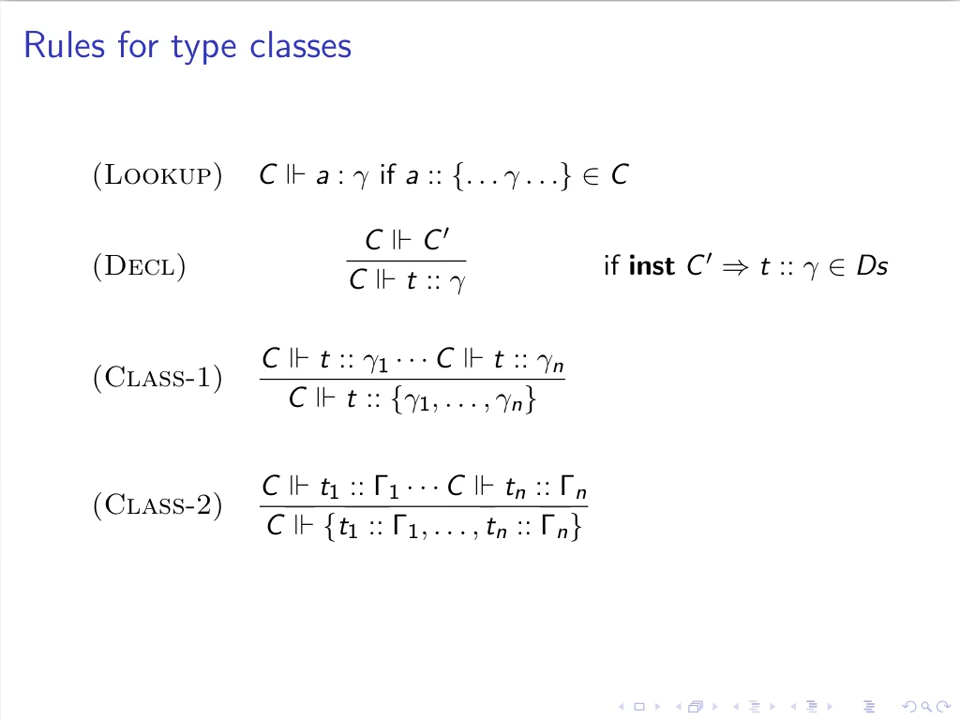 Rules for type classes
(Lookup) C ⊩ a : γ if a :: {. . . γ . . .} ∈ C
C ⊩ C′
(Decl) if inst C′ ⇒ t :: γ ∈ Ds
C ⊩ t :: γ
C ⊩ t :: γ₁ · · · C ⊩ t :: γₙ
(Class-1)
C ⊩ t :: {γ₁, . . . , γₙ}
C ⊩ t₁ :: Γ₁ · · · C ⊩ tₙ :: Γₙ
(Class-2)
C ⊩ {t₁ :: Γ₁, . . . , tₙ :: Γₙ}